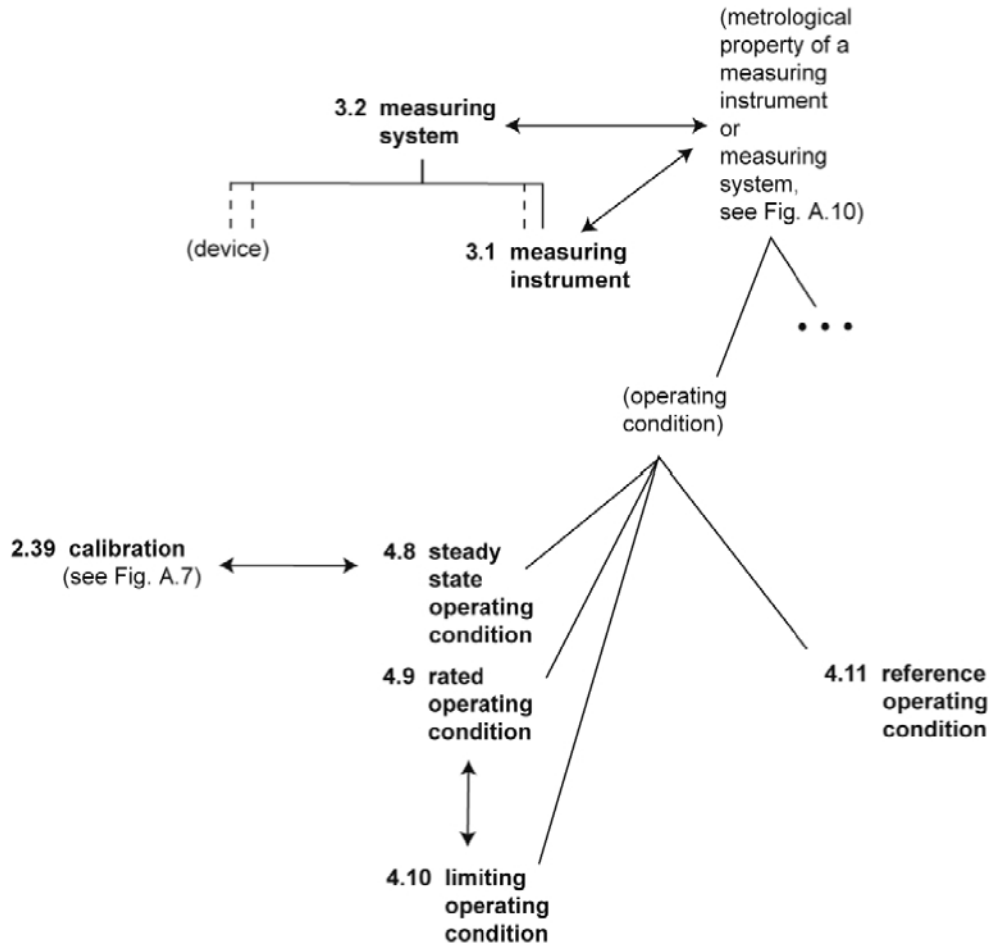 (metrological
property of a
measuring
instrument
or
measuring
system,
see Fig. A.10)
3.2 measuring
system
(device)
3.1 measuring
instrument
• • •
(operating
condition)
2.39 calibration
(see Fig. A.7)
4.8 steady
state
operating
condition
4.9 rated
operating
condition
4.11 reference
operating
condition
4.10 limiting
operating
condition